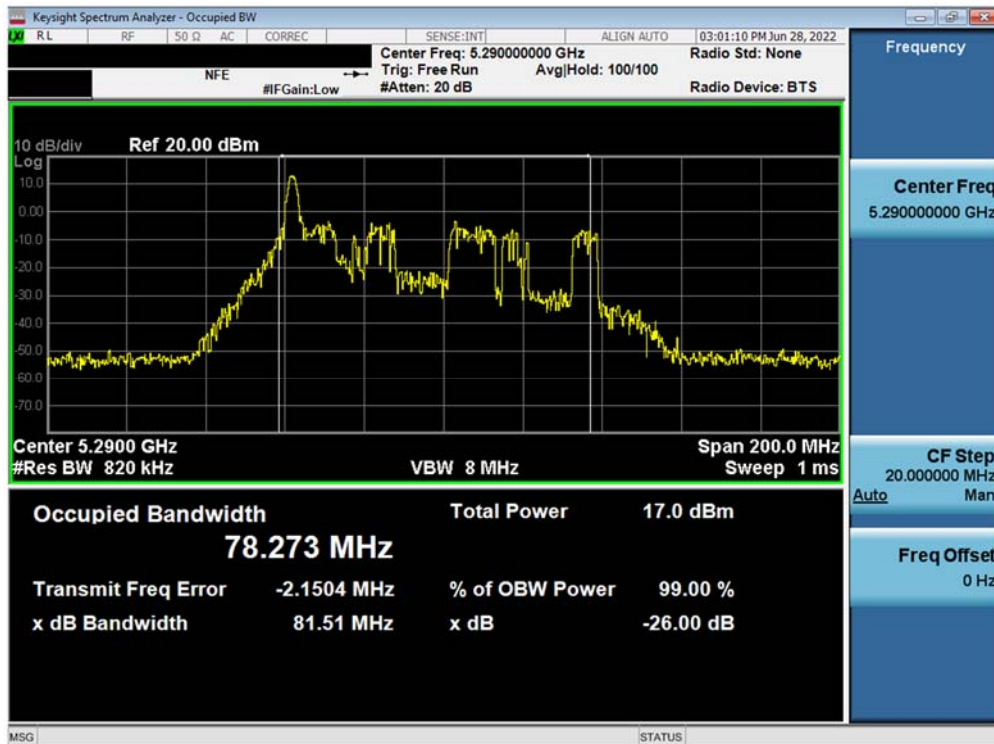 Keysight Spectrum Analyzer - Occupied BW
LXI RL RF 50 Ω AC CORREC SENSE:INT ALIGN AUTO 03:01:10 PM Jun 28, 2022
Center Freq: 5.290000000 GHz Radio Std: None
NFE Trig: Free Run Avg|Hold: 100/100
#IFGain:Low #Atten: 20 dB Radio Device: BTS
10 dB/div Ref 20.00 dBm
Log
10.0
0.00
-10.0
-20.0
-30.0
-40.0
-50.0
-60.0
-70.0
Center 5.2900 GHz Span 200.0 MHz
#Res BW 820 kHz VBW 8 MHz Sweep 1 ms
Occupied Bandwidth Total Power 17.0 dBm
78.273 MHz
Transmit Freq Error -2.1504 MHz % of OBW Power 99.00 %
x dB Bandwidth 81.51 MHz x dB -26.00 dB
Frequency
Center Freq
5.290000000 GHz
CF Step
20.000000 MHz
Auto Man
Freq Offset
0 Hz
MSG STATUS